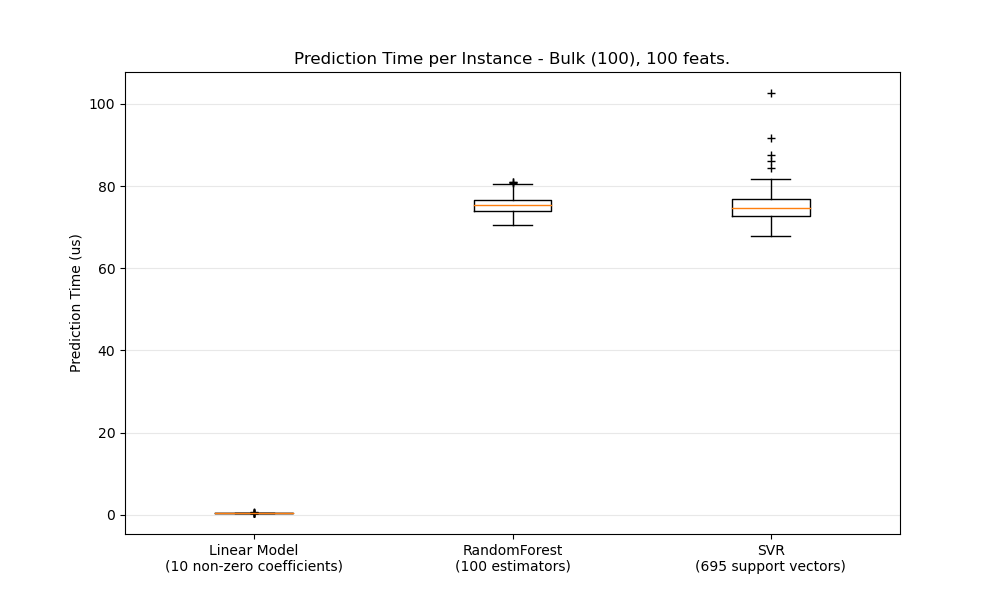 Prediction Time per Instance - Bulk (100), 100 feats.
100
80
60
40
20
0
Prediction Time (us)
Linear Model
(10 non-zero coefficients)
RandomForest
(100 estimators)
SVR
(695 support vectors)